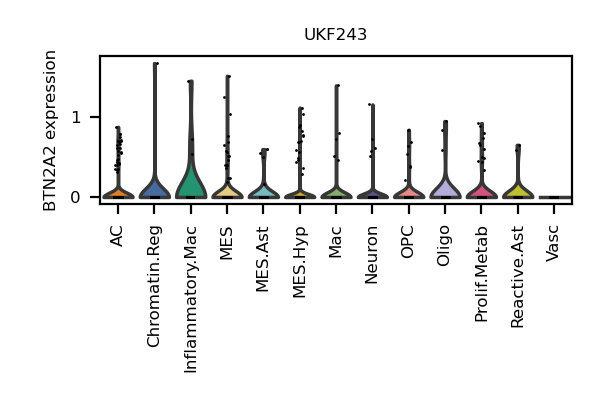 UKF243
BTN2A2 expression
1
0
AC
Chromatin.Reg
Inflammatory.Mac
MES
MES.Ast
MES.Hyp
Mac
Neuron
OPC
Oligo
Prolif.Metab
Reactive.Ast
Vasc